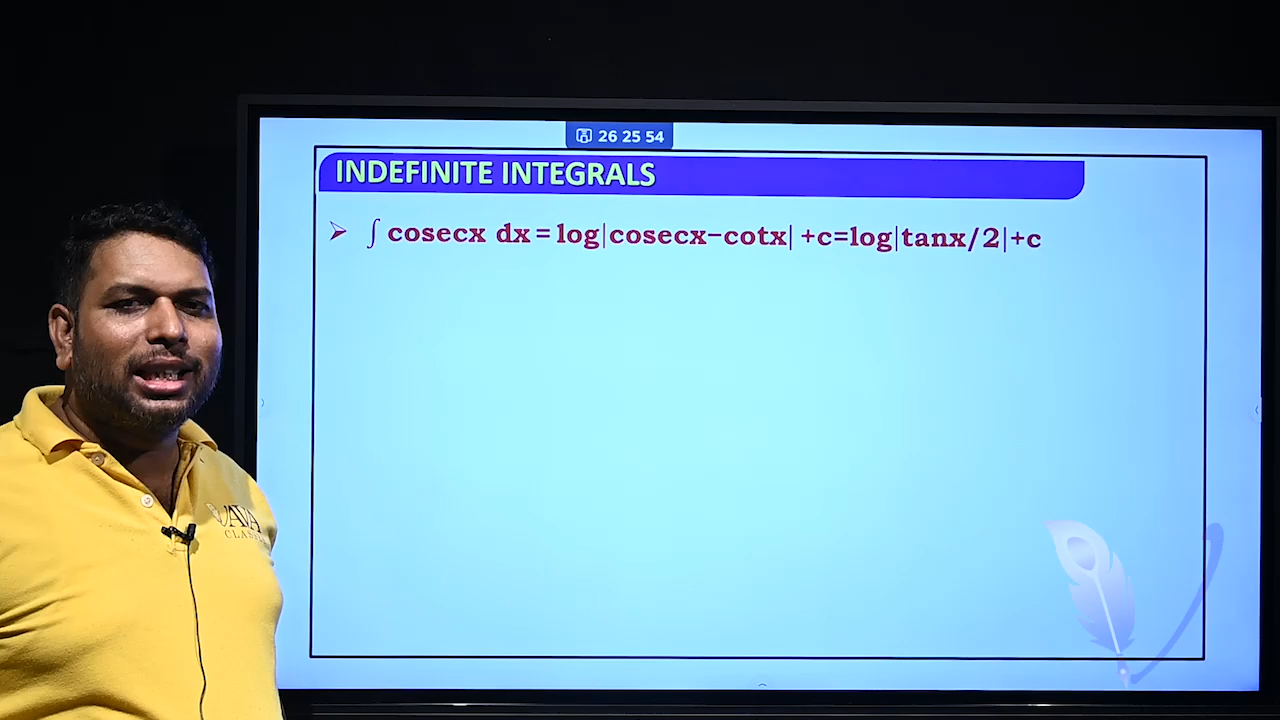 26 25 54
INDEFINITE INTEGRALS
➢ ∫ cosecx dx = log|cosecx−cotx| +c=log|tanx/2|+c